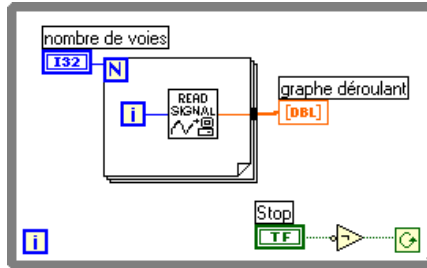 nombre de voies
I32
N
READ
SIGNAL
i
graphe déroulant
[DBL]
Stop
TF
i